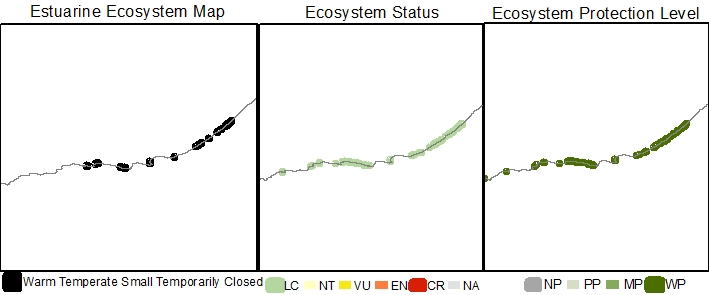 Estuarine Ecosystem Map
Ecosystem Status
Ecosystem Protection Level
Warm Temperate Small Temporarily Closed
LC NT VU EN CR NA
NP PP MP WP